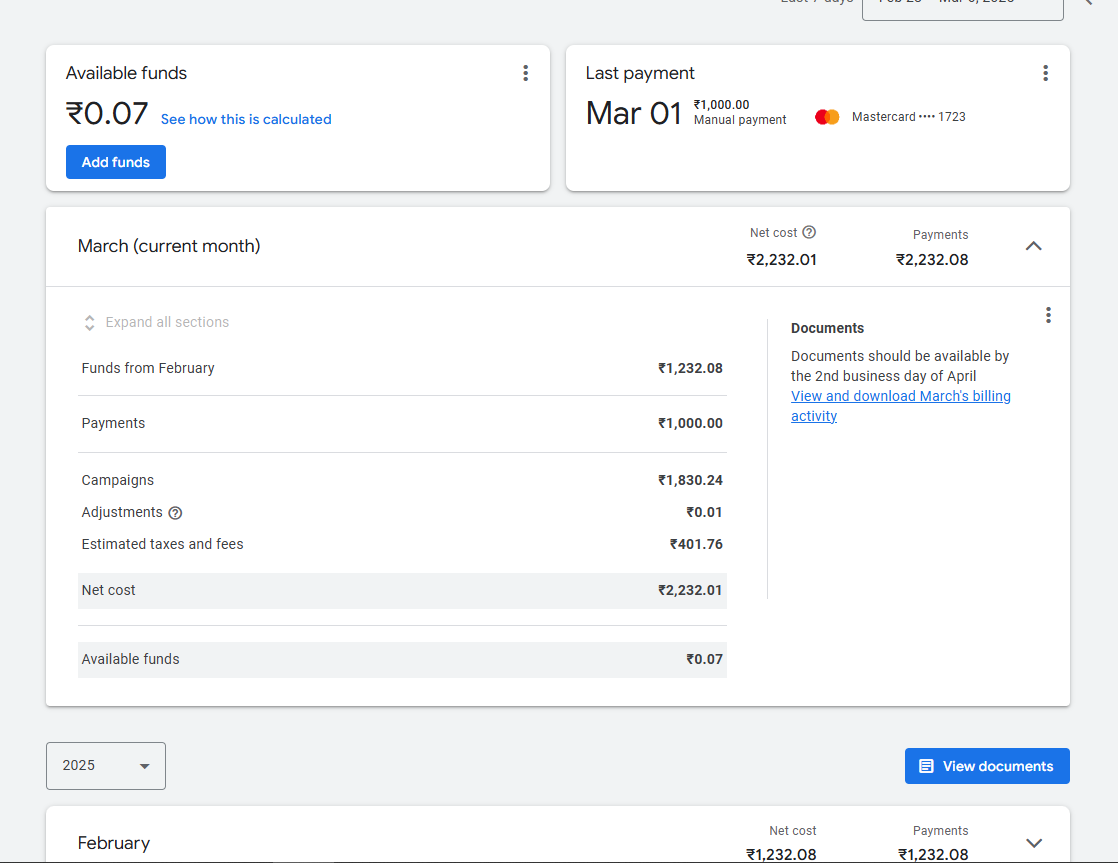 Available funds
₹0.07 See how this is calculated
Add funds
Last payment
Mar 01 ₹1,000.00
Manual payment
Mastercard •••• 1723
March (current month)
Net cost
₹2,232.01
Payments
₹2,232.08
Expand all sections
Funds from February ₹1,232.08
Payments ₹1,000.00
Campaigns ₹1,830.24
Adjustments ₹0.01
Estimated taxes and fees ₹401.76
Net cost ₹2,232.01
Available funds ₹0.07
Documents
Documents should be available by
the 2nd business day of April
View and download March's billing
activity
2025
View documents
February
Net cost
₹1,232.08
Payments
₹1,232.08